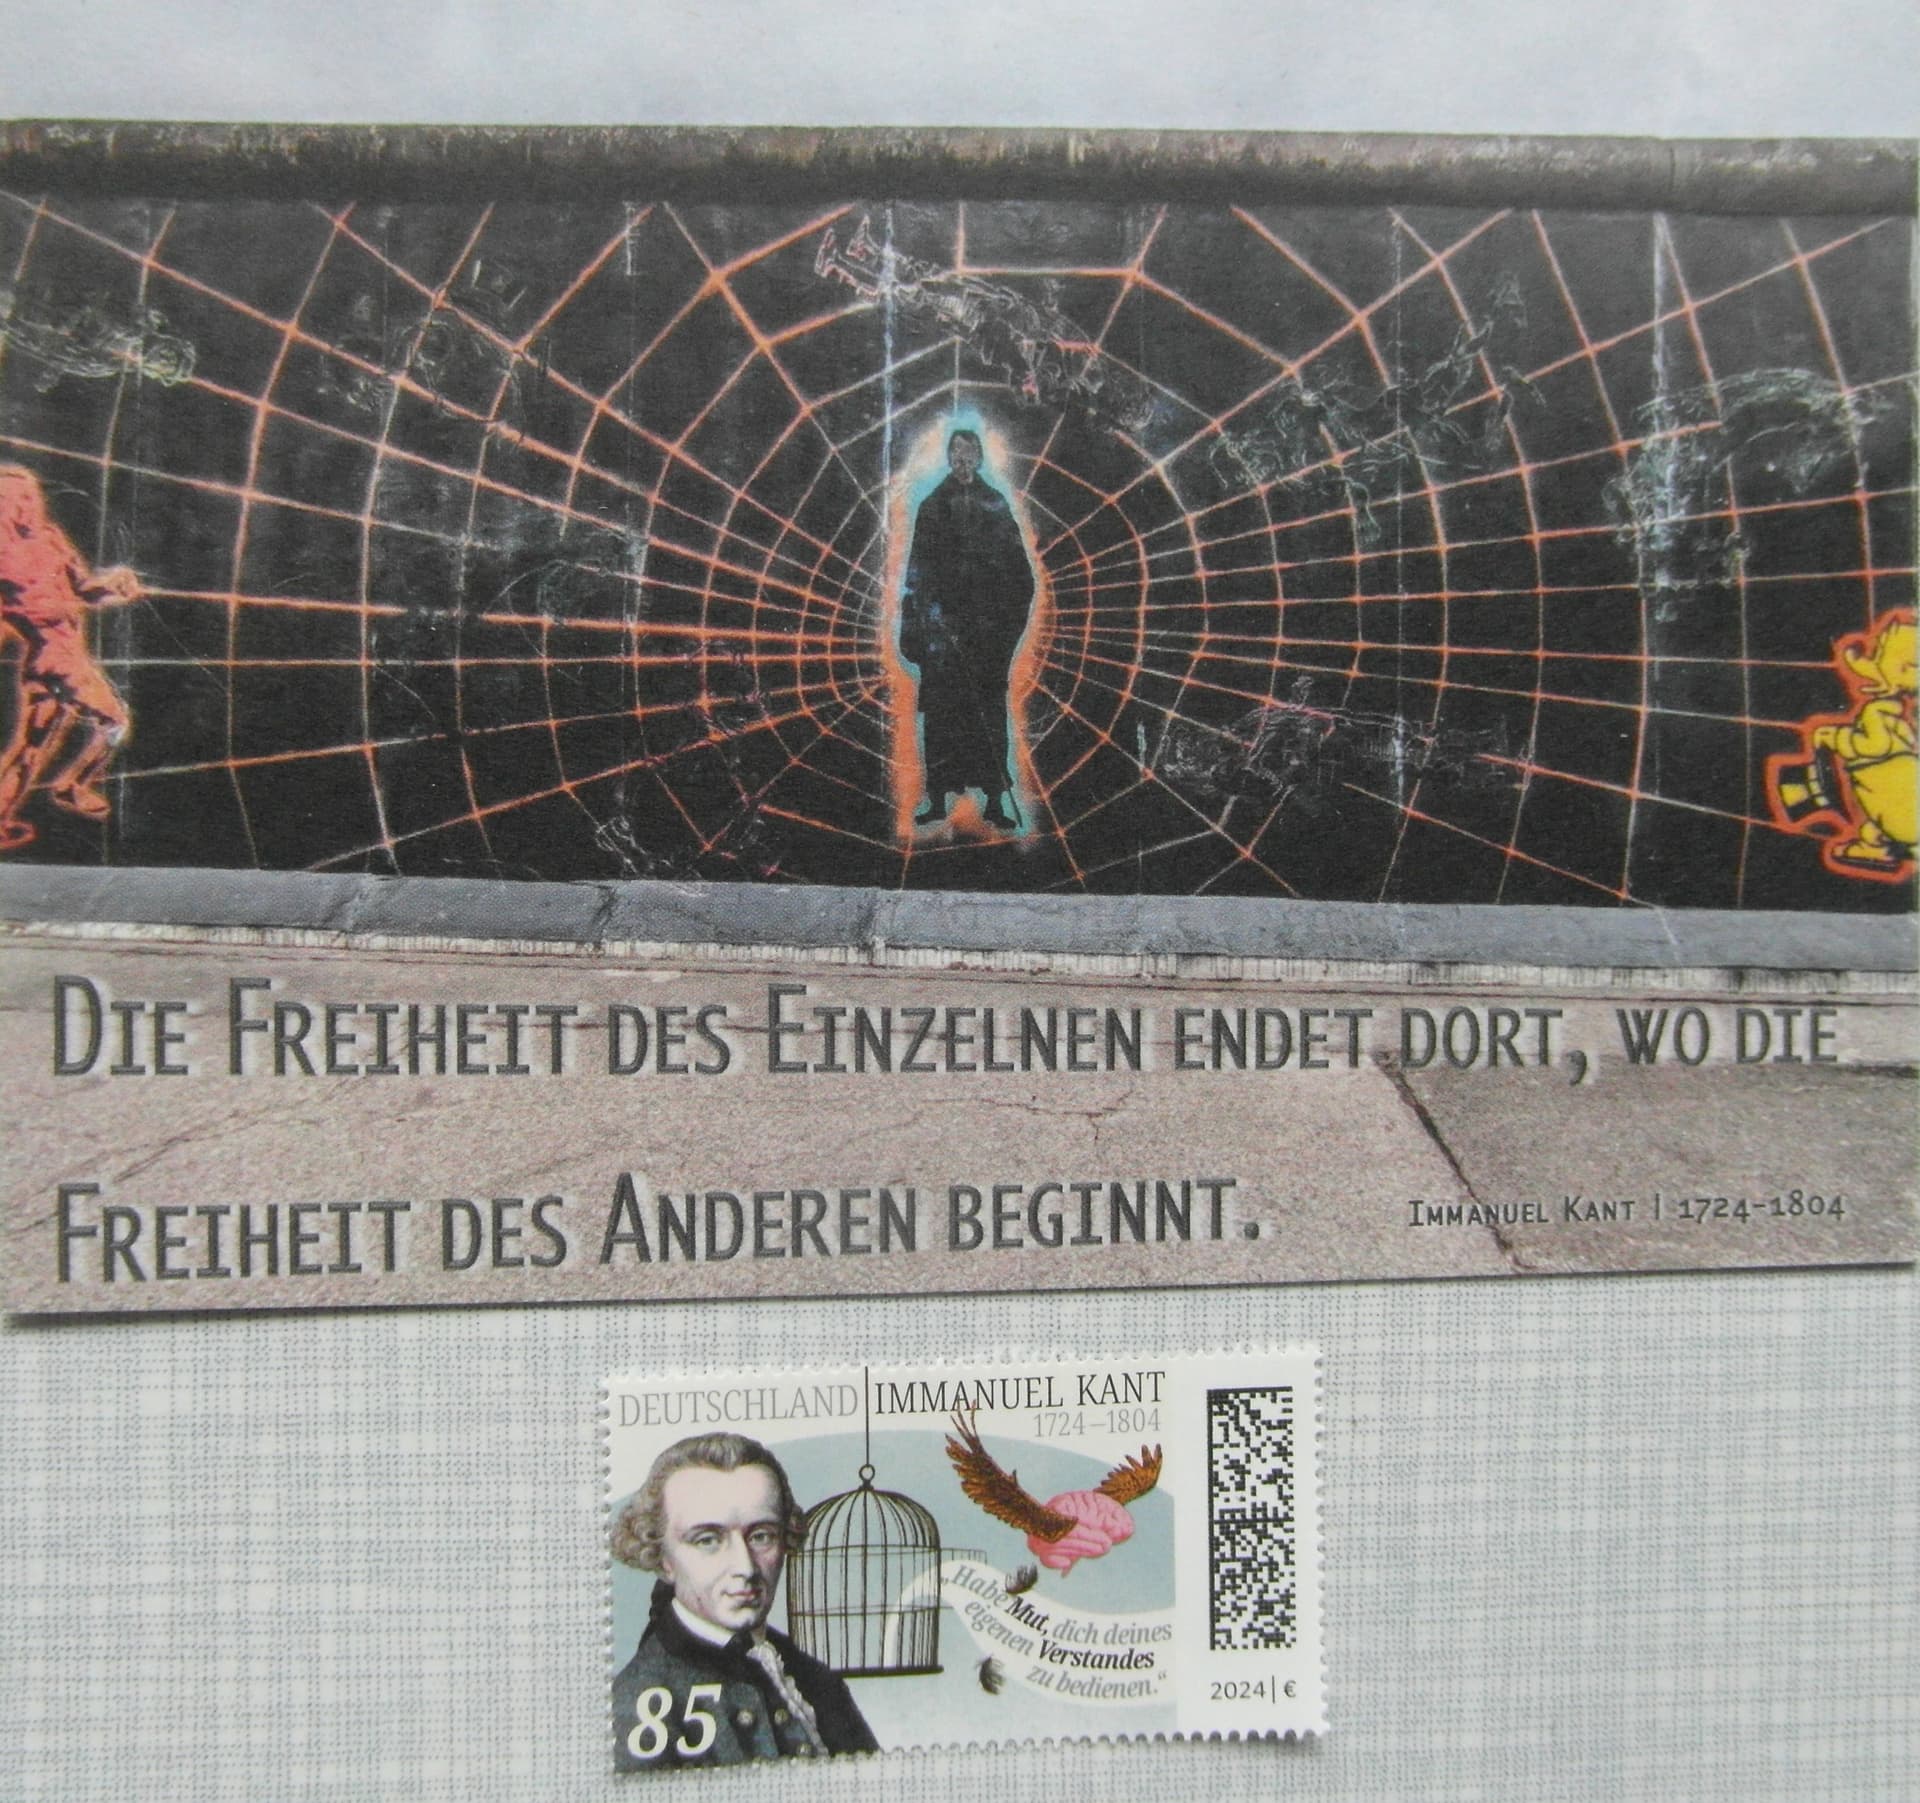 DIE FREIHEIT DES EINZELNEN ENDET DORT, WO DIE
FREIHEIT DES ANDEREN BEGINNT.
IMMANUEL KANT | 1724-1804
DEUTSCHLAND
IMMANUEL KANT
1724–1804
„Habe Mut, dich deines
eigenen Verstandes
zu bedienen.“
85
2024|€